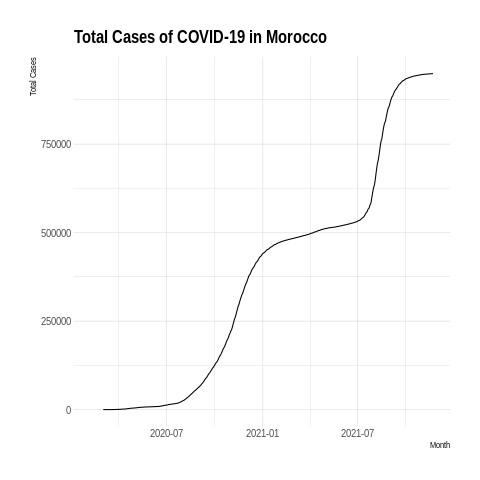 Total Cases of COVID-19 in Morocco
Total Cases
750000
500000
250000
0
2020-07 2021-01 2021-07
Month